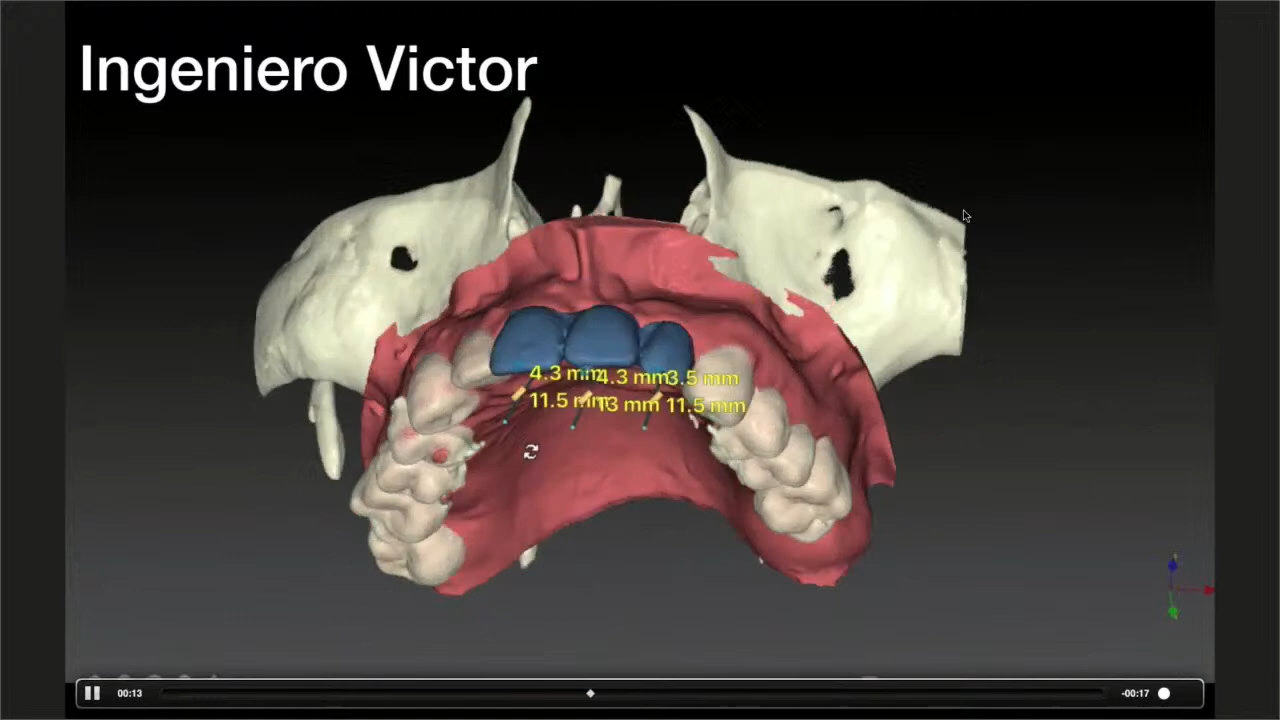 Ingeniero Victor
4.3 mm 4.3 mm 3.5 mm
11.5 mm 13 mm 11.5 mm
00:13
-00:17